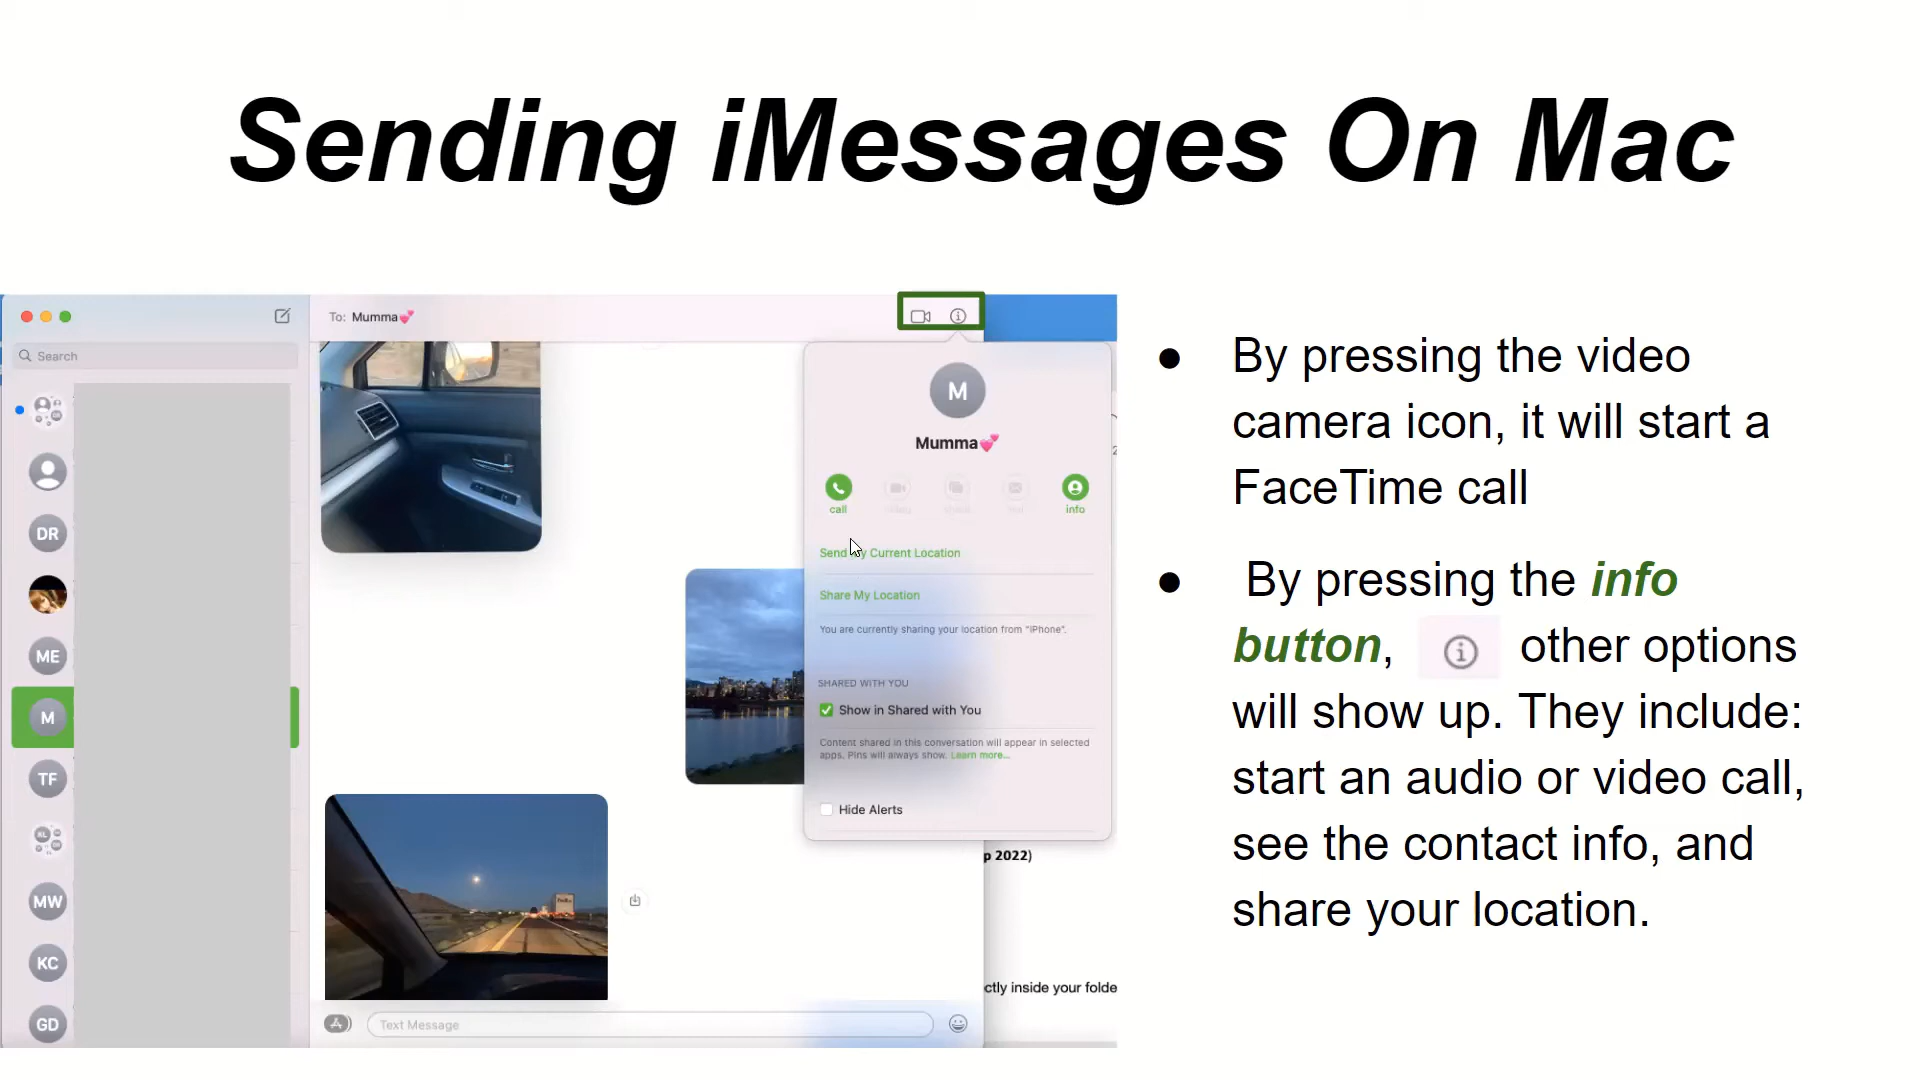 Sending iMessages On Mac
To: Mumma💕
Search
DR
ME
M
TF
KL
MW
KC
GD
M
Mumma💕
call
info
Send My Current Location
Share My Location
You are currently sharing your location from "iPhone".
SHARED WITH YOU
Show in Shared with You
Content shared in this conversation will appear in selected
apps. Pins will always show. Learn more...
Hide Alerts
p 2022)
ctly inside your folde
FedEx
Text Message
● By pressing the video
camera icon, it will start a
FaceTime call
● By pressing the info
button, other options
will show up. They include:
start an audio or video call,
see the contact info, and
share your location.